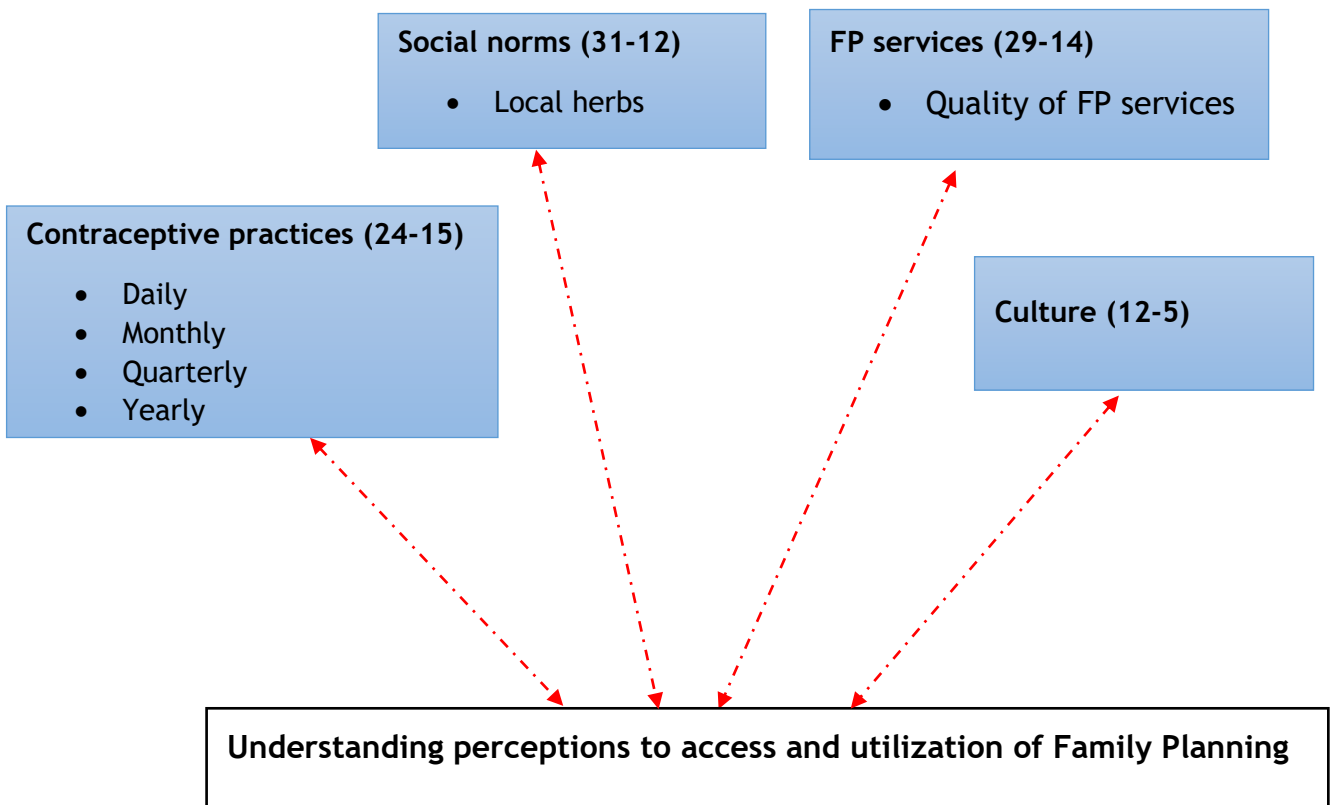 Social norms (31-12)
• Local herbs
FP services (29-14)
• Quality of FP services
Contraceptive practices (24-15)
• Daily
• Monthly
• Quarterly
• Yearly
Culture (12-5)
Understanding perceptions to access and utilization of Family Planning